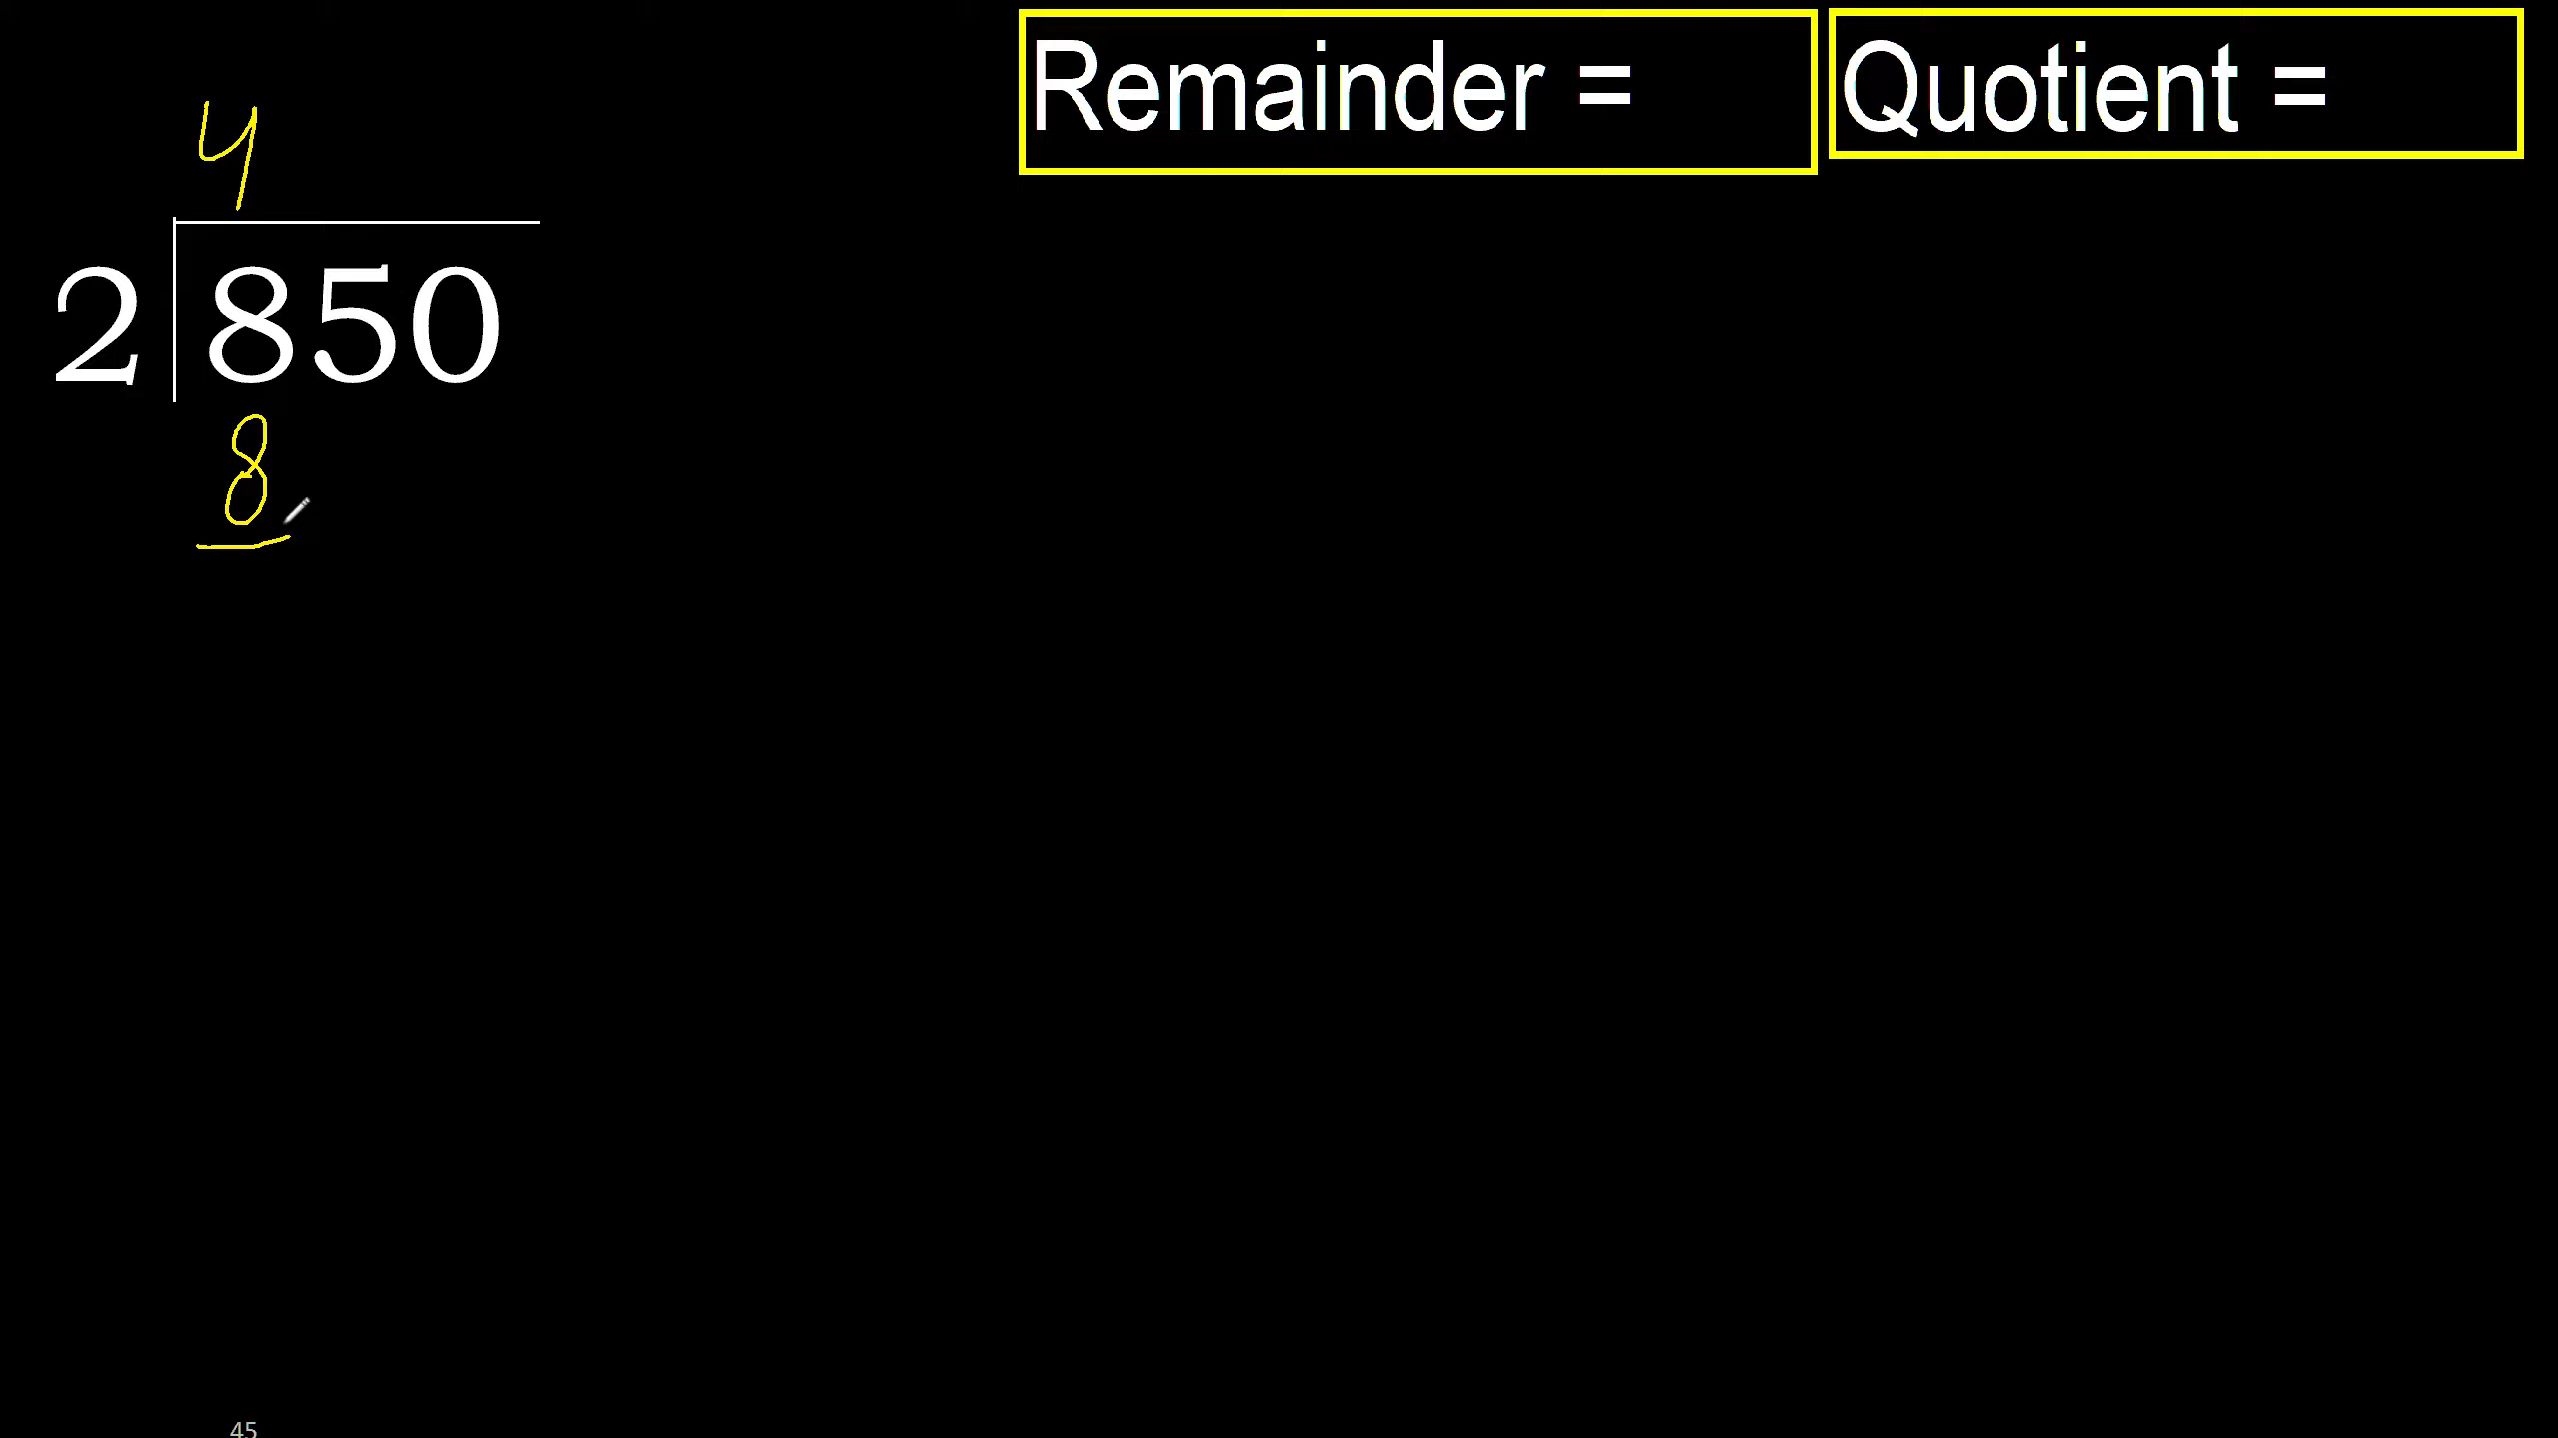 Remainder =
Quotient =
4
2 850
8
45